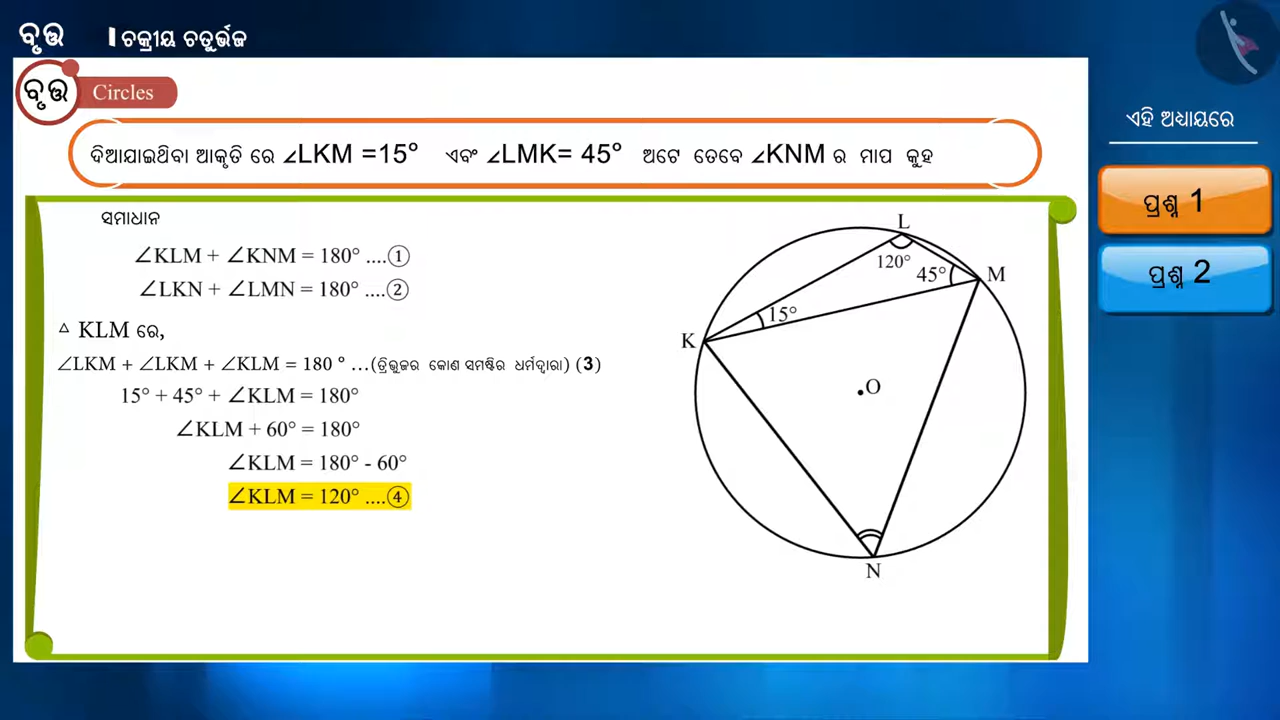 ବୃତ୍ତ
ଚକ୍ରୀୟ ଚତୁର୍ଭୁଜ
ବୃତ୍ତ
Circles
ଦିଆଯାଇଥିବା ଆକୃତି ରେ ∠LKM =15° ଏବଂ ∠LMK= 45° ଅଟେ ତେବେ ∠KNM ର ମାପ କୁହ
ସମାଧାନ
∠KLM + ∠KNM = 180° ....①
∠LKN + ∠LMN = 180° ....②
△ KLM ରେ,
∠LKM + ∠LKM + ∠KLM = 180 ° ...(ତ୍ରିଭୁଜର କୋଣ ସମଷ୍ଟିର ଧର୍ମଦ୍ୱାରା) (3)
15° + 45° + ∠KLM = 180°
∠KLM + 60° = 180°
∠KLM = 180° - 60°
∠KLM = 120° ....④
L
120°
45°
M
15°
K
O
N
ଏହି ଅଧ୍ୟାୟରେ
ପ୍ରଶ୍ନ 1
ପ୍ରଶ୍ନ 2